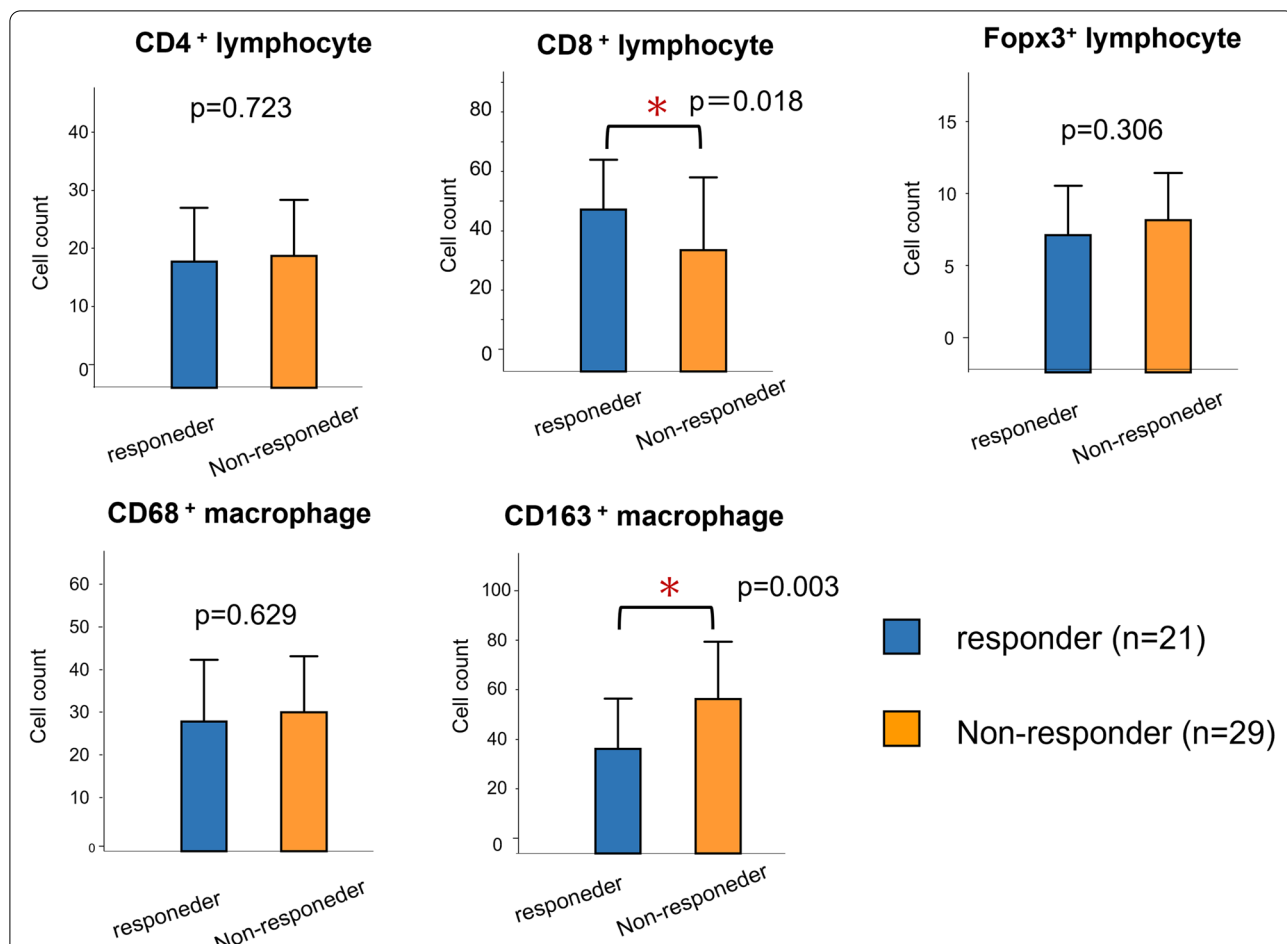 CD4 + lymphocyte
p=0.723
40
30
20
10
0
Cell count
responeder
Non-responeder
CD8 + lymphocyte
p=0.018
*
80
60
40
20
0
Cell count
responeder
Non-responeder
Fopx3+ lymphocyte
p=0.306
15
10
5
0
Cell count
responeder
Non-responeder
CD68 + macrophage
p=0.629
60
50
40
30
20
10
0
Cell count
responeder
Non-responeder
CD163 + macrophage
p=0.003
*
100
80
60
40
20
0
Cell count
responeder
Non-responeder
responder (n=21)
Non-responder (n=29)